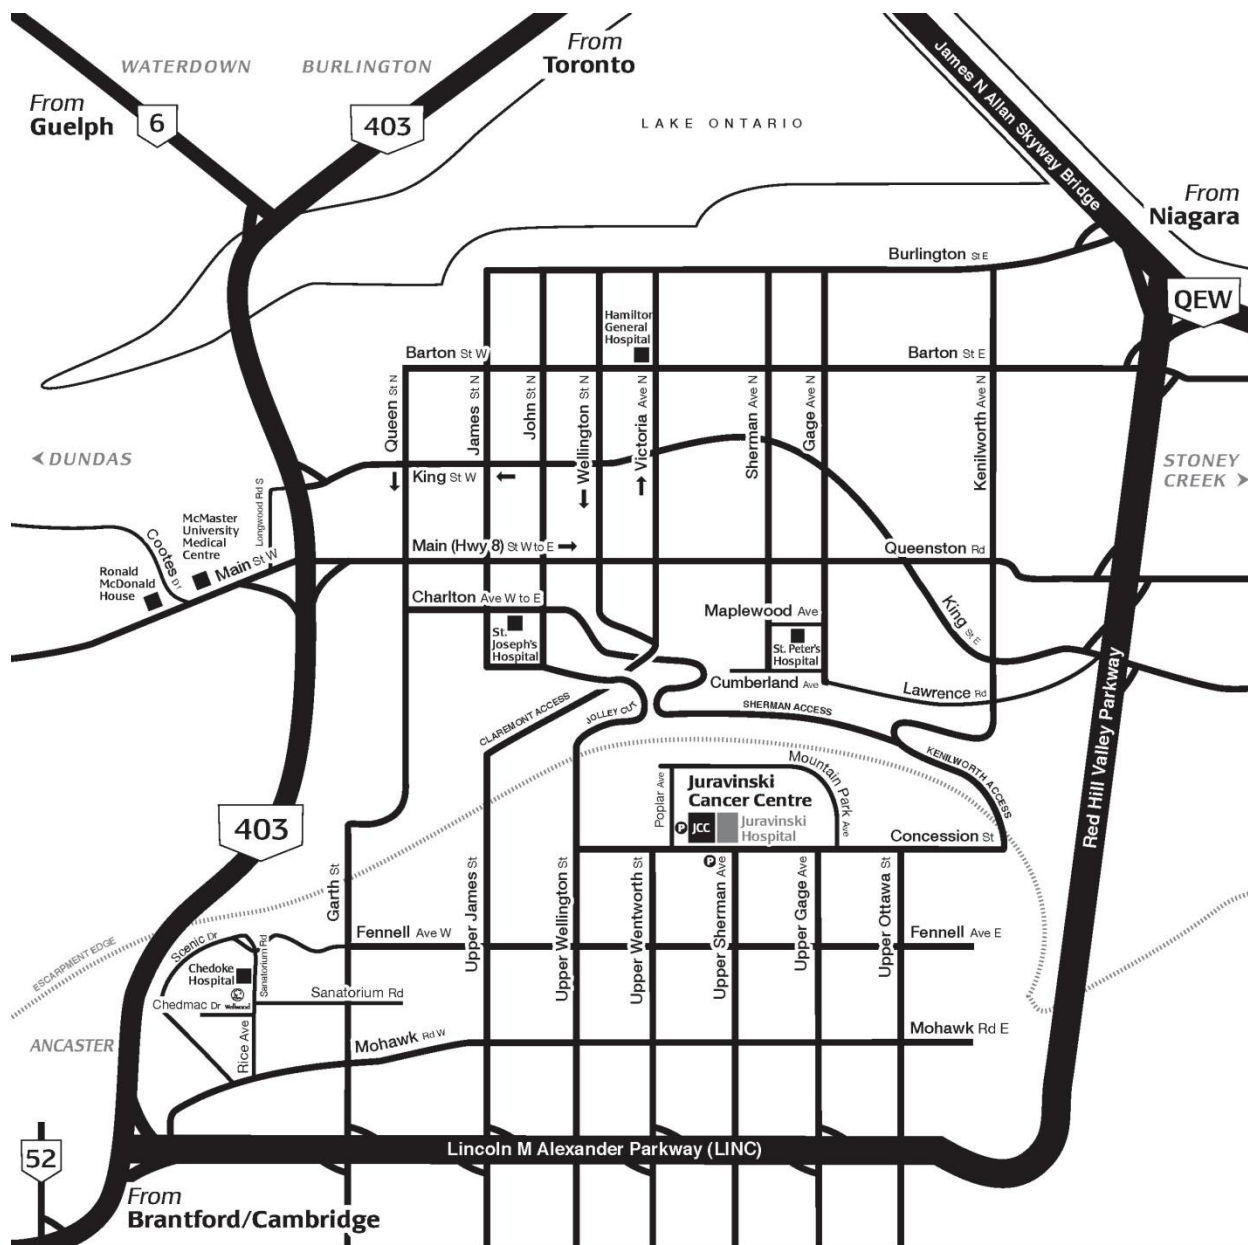 WATERDOWN
BURLINGTON
From
Toronto
From
Guelph
6
403
LAKE ONTARIO
James N Allan Skyway Bridge
From
Niagara
QEW
Burlington St E
Hamilton
General
Hospital
Barton St W
Barton St E
Queen St N
James St N
John St N
Wellington St N
Victoria Ave N
Sherman Ave N
Gage Ave N
Kenilworth Ave N
DUNDAS
STONEY
CREEK
King St W
Longwood Rd S
McMaster
University
Medical
Centre
Cootes Dr
Main St W
Main (Hwy 8) St W to E
Queenston Rd
Ronald
McDonald
House
Charlton Ave W to E
Maplewood Ave
King St E
St.
Joseph's
Hospital
St. Peter's
Hospital
Cumberland Ave
Lawrence Rd
CLAREMONT ACCESS
JOLLEY CUT
SHERMAN ACCESS
KENILWORTH ACCESS
Red Hill Valley Parkway
Mountain Park Ave
Poplar Ave
Juravinski
Cancer Centre
P
JCC
Juravinski
Hospital
403
Concession St
P
Garth St
Upper James St
Upper Wellington St
Upper Wentworth St
Upper Sherman Ave
Upper Gage Ave
Upper Ottawa St
Fennell Ave W
Fennell Ave E
ESCARPMENT EDGE
Scenic Dr
Sanatorium Rd
Chedoke
Hospital
Wellwood
Chedmac Dr
Sanatorium Rd
Rice Ave
ANCASTER
Mohawk Rd W
Mohawk Rd E
52
Lincoln M Alexander Parkway (LINC)
From
Brantford/Cambridge